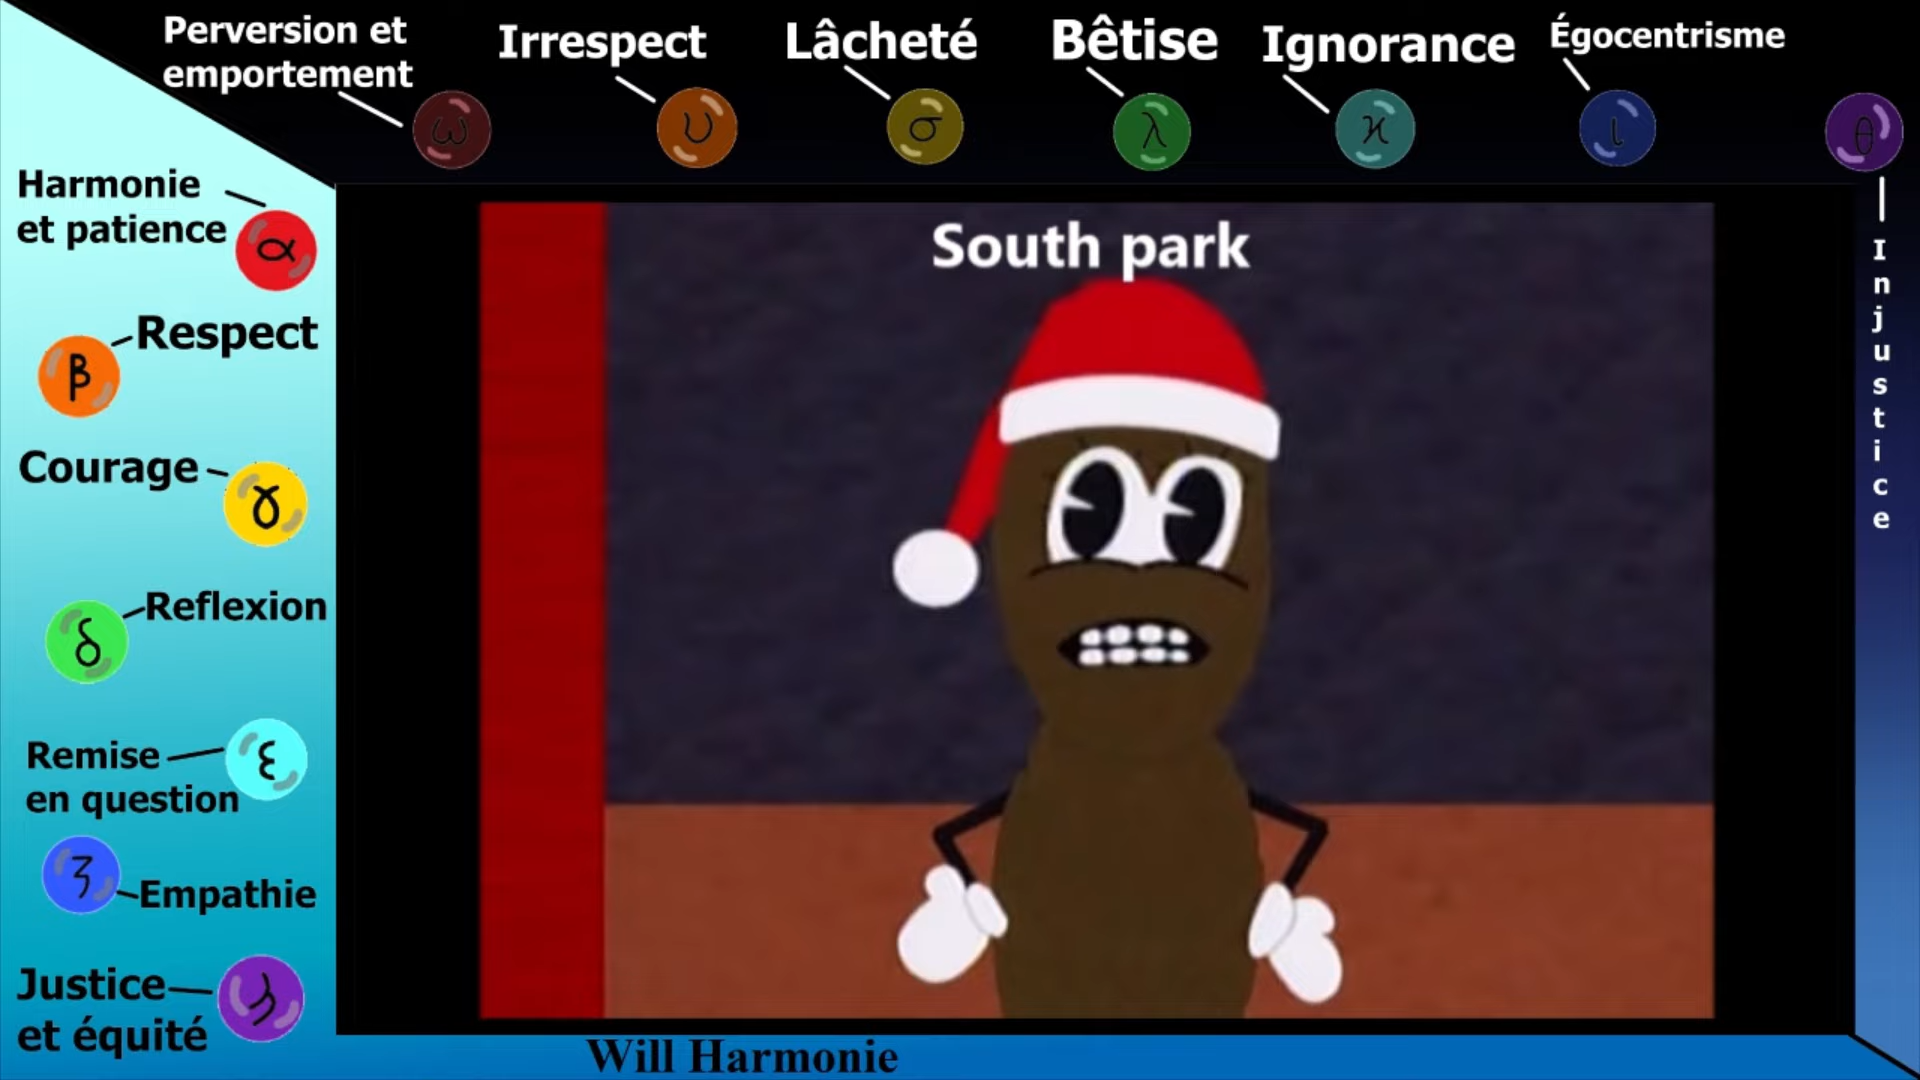 Perversion et
emportement
Irrespect
Lâcheté
Bêtise
Ignorance
Égocentrisme
ω
υ
σ
λ
ϰ
ι
θ
Injustice
Harmonie
et patience
α
Respect
β
Courage
γ
Reflexion
δ
Remise
en question
ε
Empathie
Justice
et équité
South park
Will Harmonie